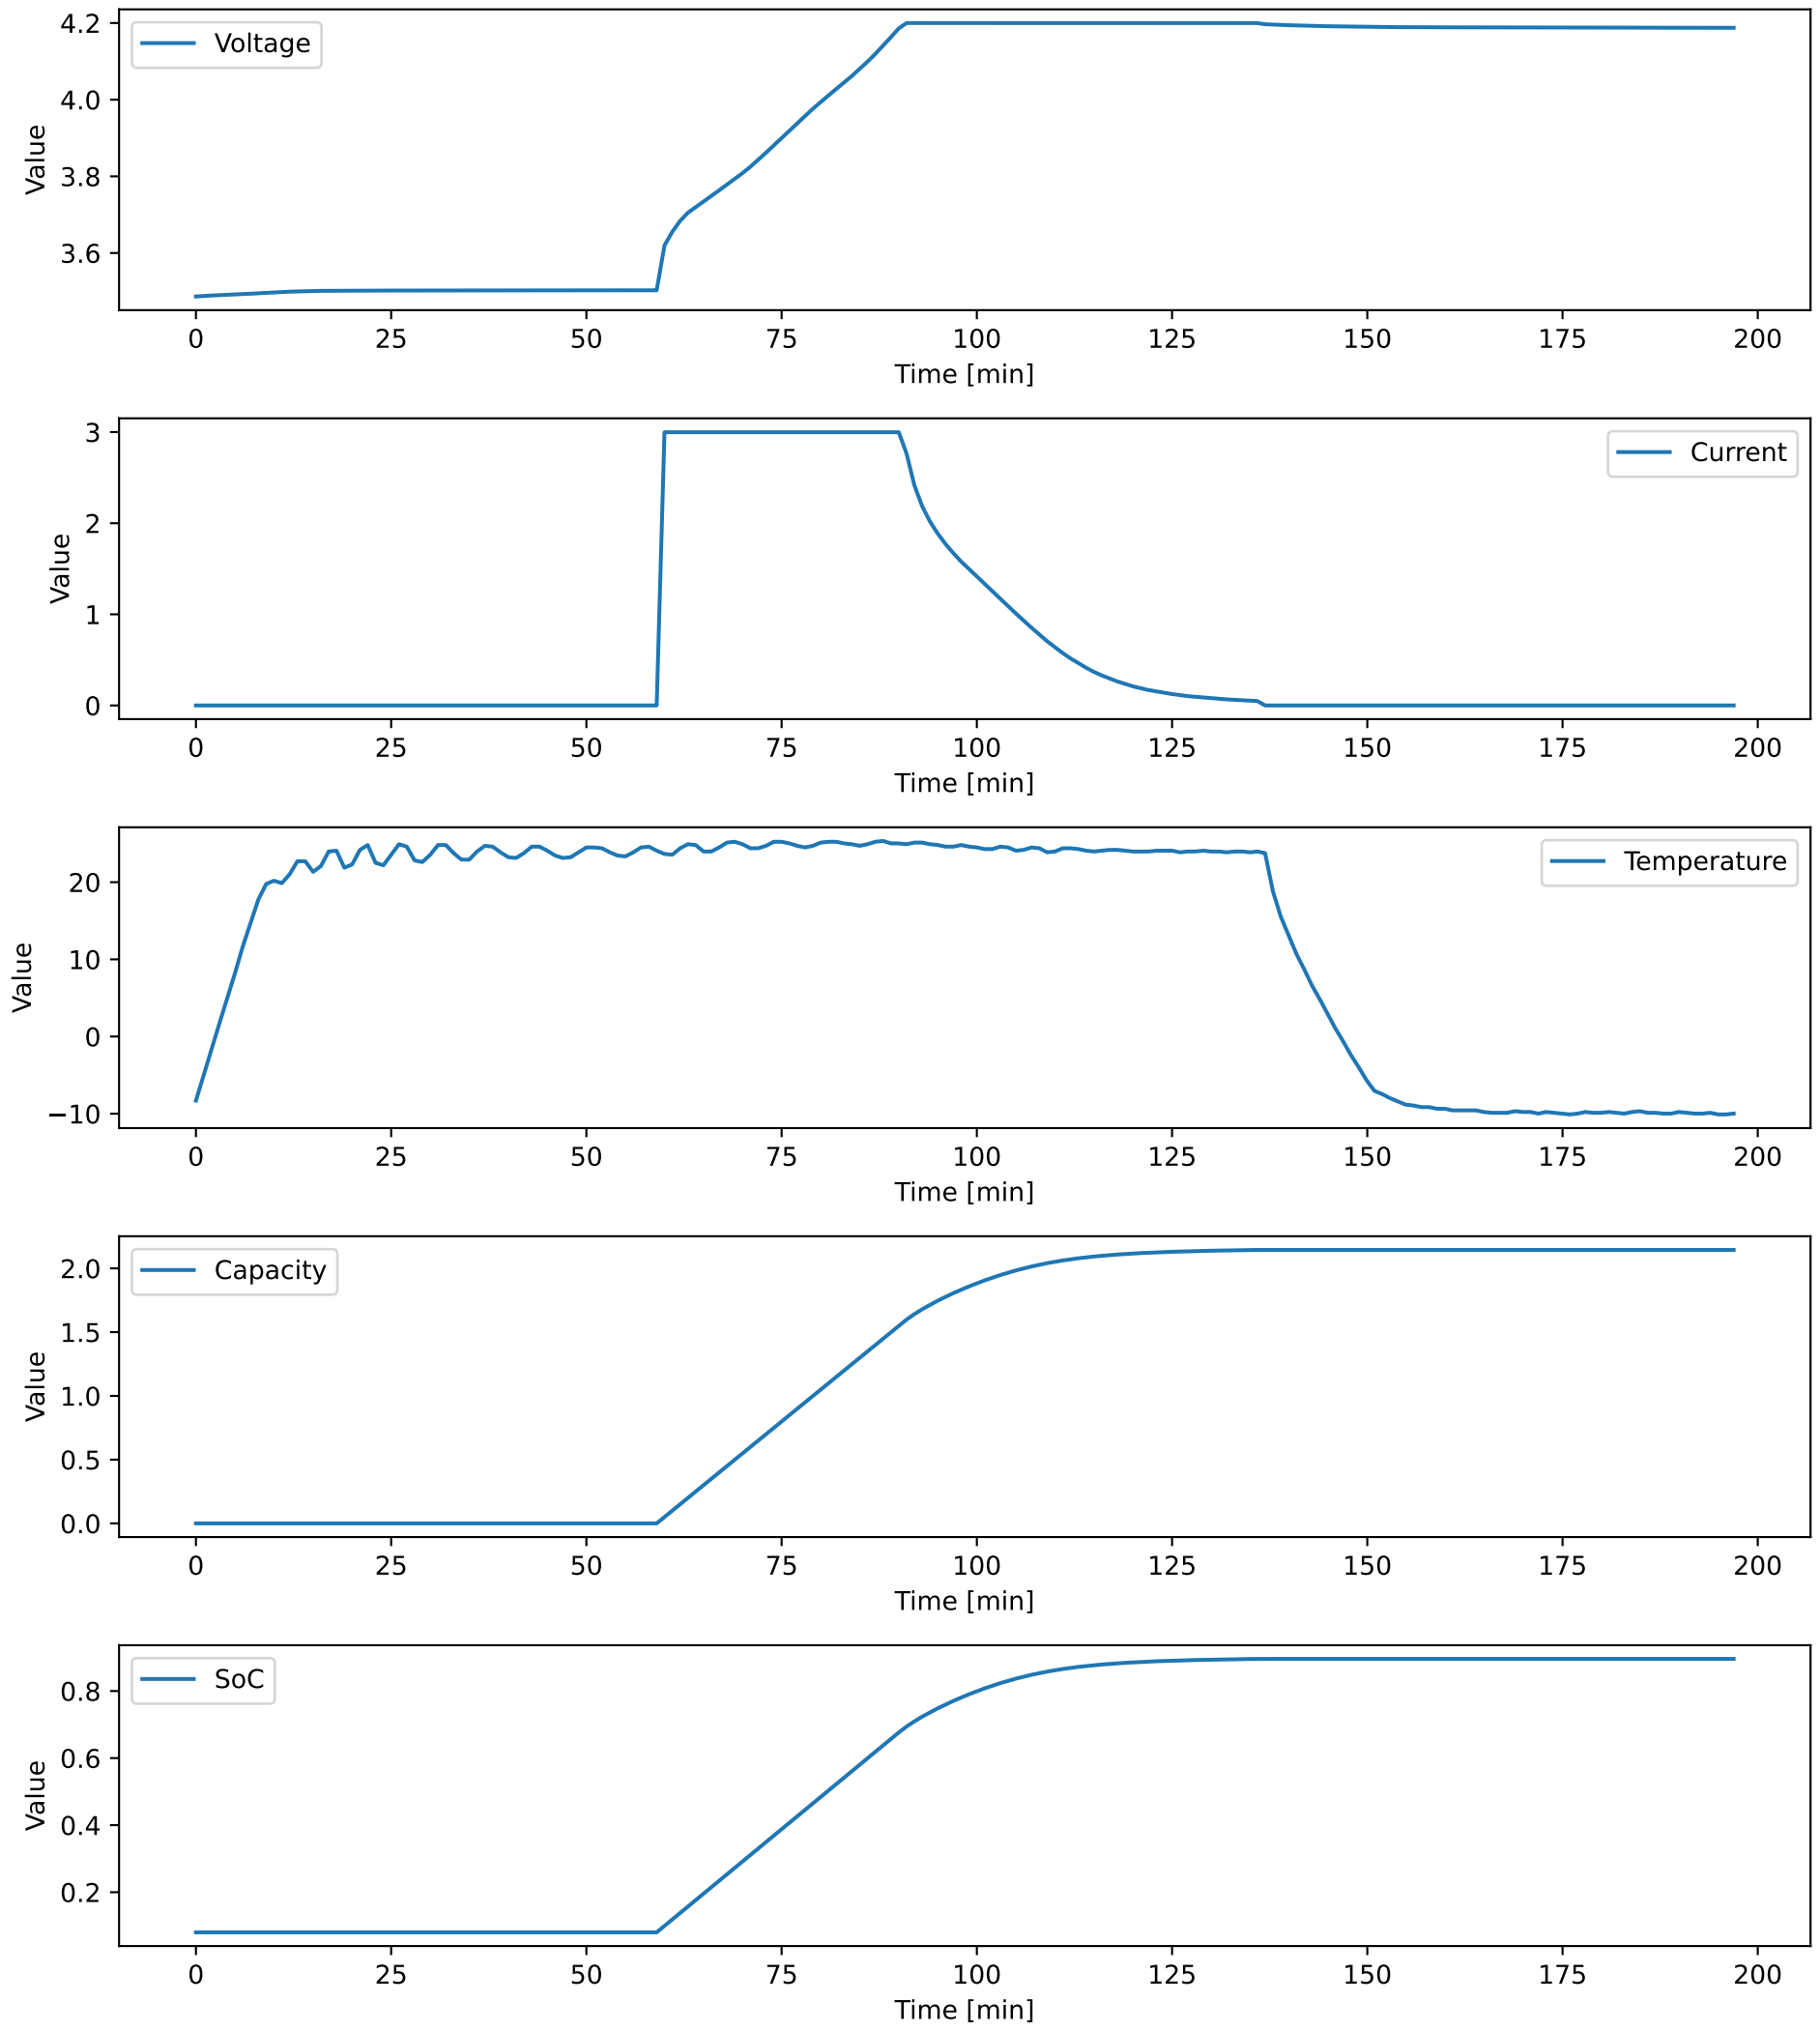 4.2
4.0
3.8
3.6
Value
Voltage
0 25 50 75 100 125 150 175 200
Time [min]
3
2
1
0
Value
Current
0 25 50 75 100 125 150 175 200
Time [min]
20
10
0
−10
Value
Temperature
0 25 50 75 100 125 150 175 200
Time [min]
2.0
1.5
1.0
0.5
0.0
Value
Capacity
0 25 50 75 100 125 150 175 200
Time [min]
0.8
0.6
0.4
0.2
Value
SoC
0 25 50 75 100 125 150 175 200
Time [min]